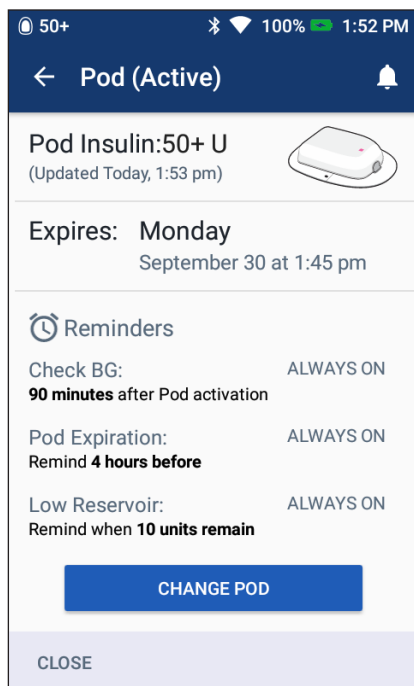 50+ 100% 1:52 PM
Pod (Active)
Pod Insulin:50+ U
(Updated Today, 1:53 pm)
Expires: Monday
September 30 at 1:45 pm
Reminders
Check BG: ALWAYS ON
90 minutes after Pod activation
Pod Expiration: ALWAYS ON
Remind 4 hours before
Low Reservoir: ALWAYS ON
Remind when 10 units remain
CHANGE POD
CLOSE